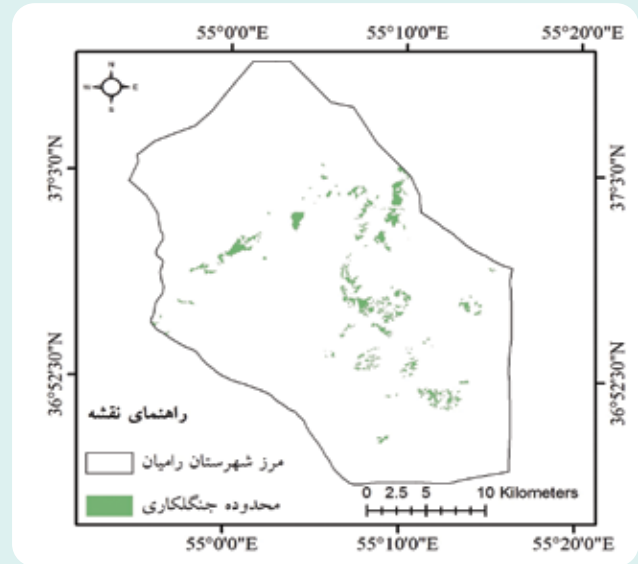 55°0'0"E 55°10'0"E 55°20'0"E
N
E
S
37°3'0"N 37°3'0"N
36°52'30"N 36°52'30"N
راهنمای نقشه
مرز شهرستان رامیان
محدوده جنگلکاری
0 2.5 5 10 Kilometers
55°0'0"E 55°10'0"E 55°20'0"E